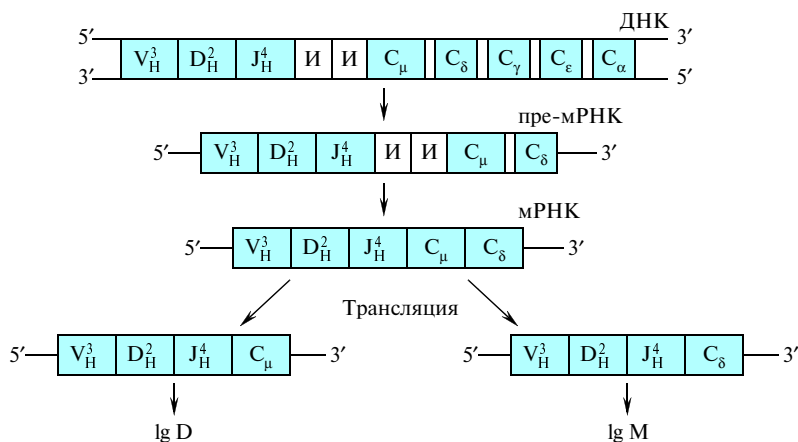 ДНК
5′ 3′
V³H D²H J⁴H И И Cμ Cδ Cγ Cε Cα
3′ 5′
пре-мРНК
5′ V³H D²H J⁴H И И Cμ Cδ 3′
мРНК
5′ V³H D²H J⁴H Cμ Cδ 3′
Трансляция
5′ V³H D²H J⁴H Cμ 3′
5′ V³H D²H J⁴H Cδ 3′
lg D
lg M